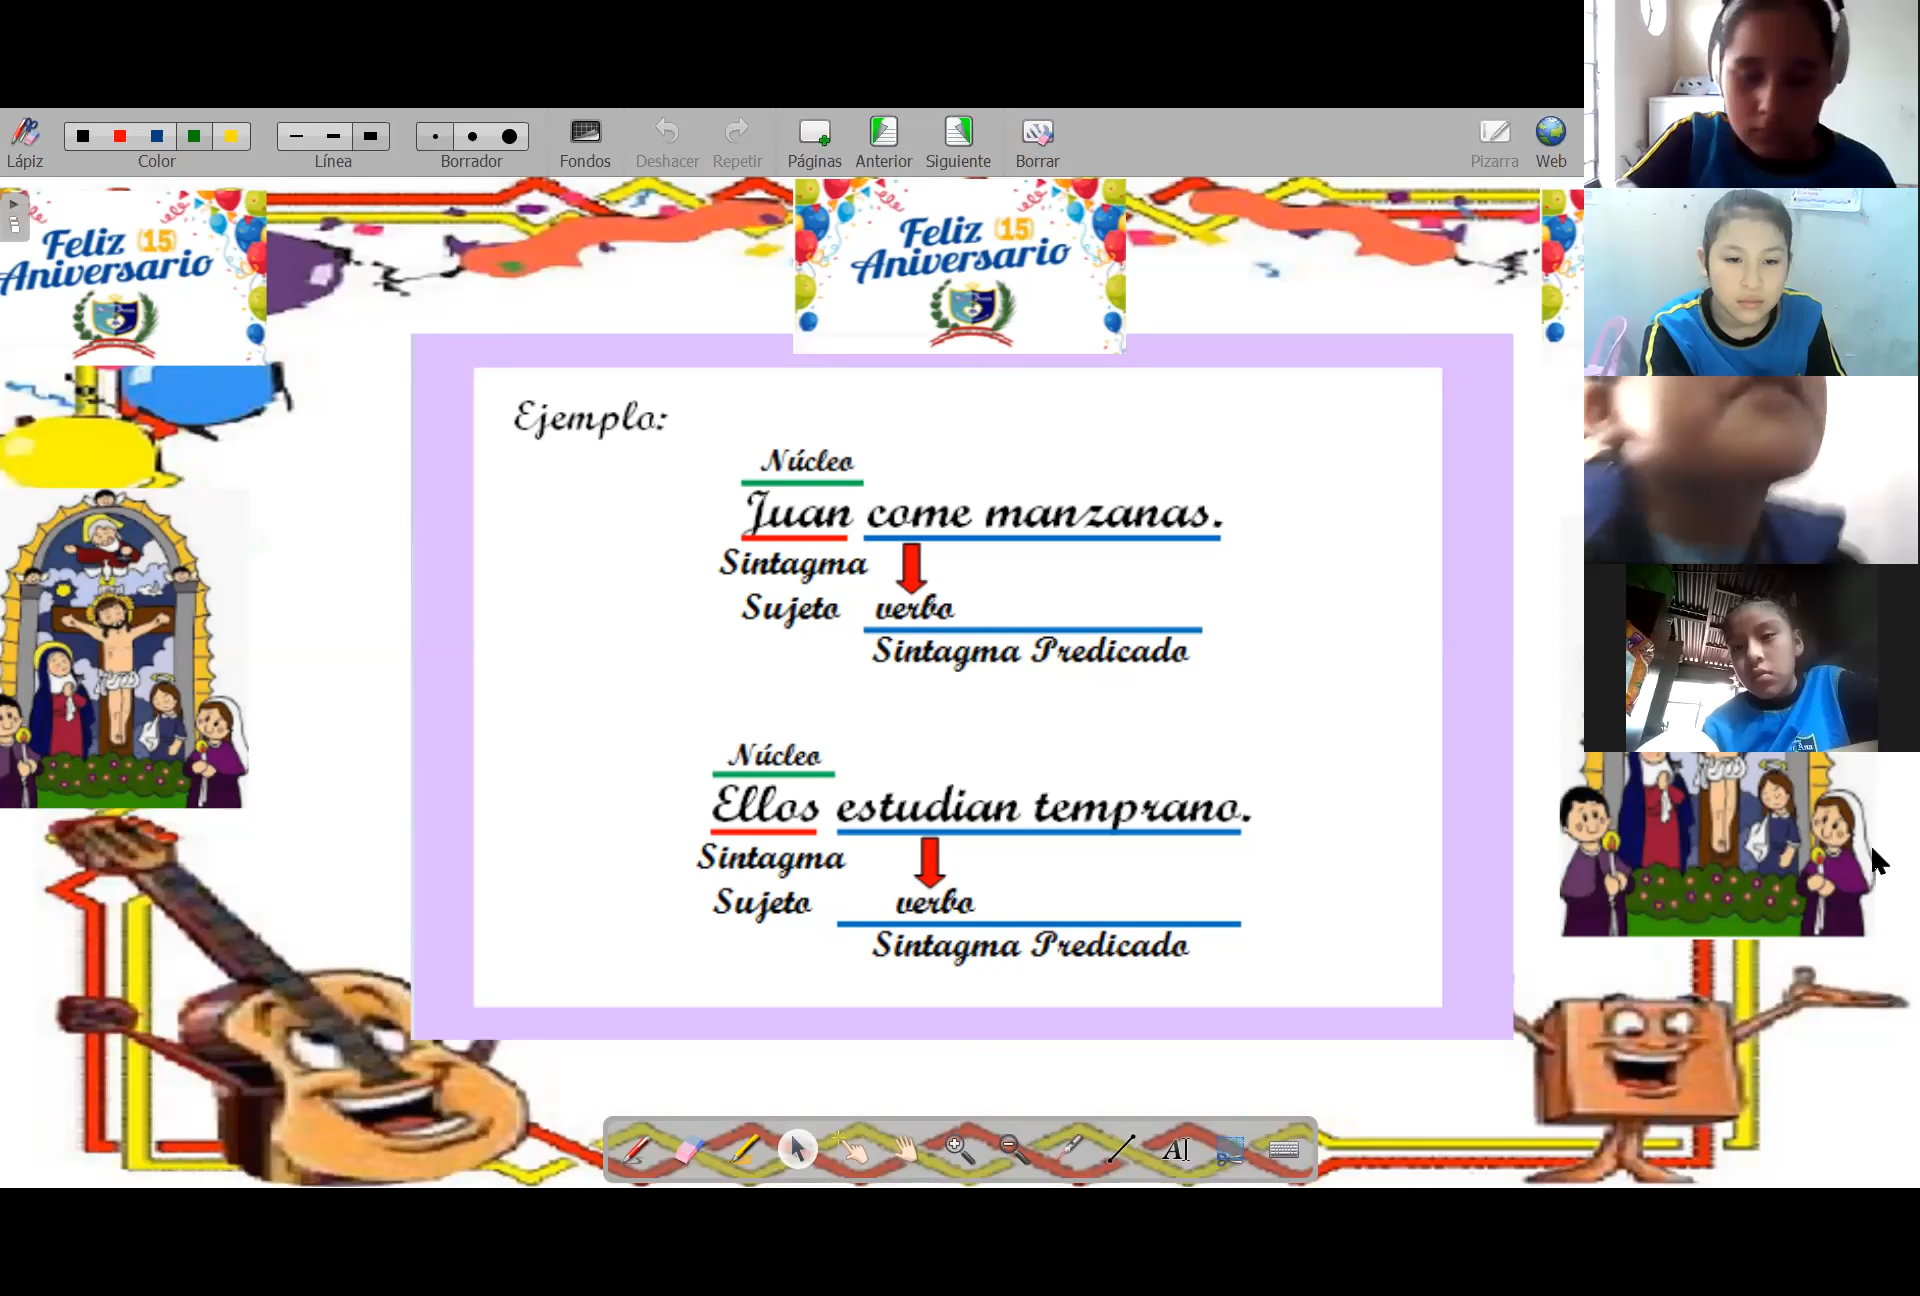 Lápiz
Color
Línea
Borrador
Fondos
Deshacer
Repetir
Páginas
Anterior
Siguiente
Borrar
Pizarra
Web
Feliz 15
Aniversario
Feliz 15
Aniversario
Ejemplo:
Núcleo
Juan come manzanas.
Sintagma
Sujeto verbo
Sintagma Predicado
Núcleo
Ellos estudian temprano.
Sintagma
Sujeto verbo
Sintagma Predicado
Ana
AI